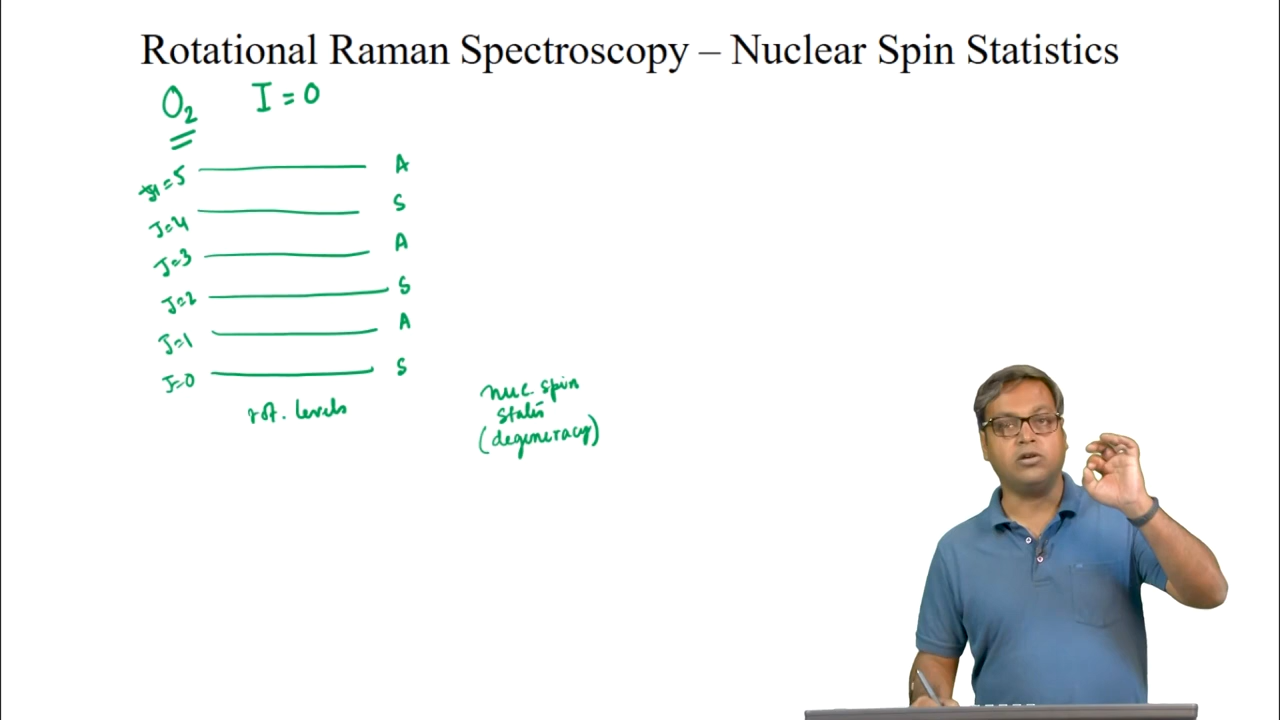 Rotational Raman Spectroscopy – Nuclear Spin Statistics
O₂ I = 0
J=5 A
J=4 S
J=3 A
J=2 S
J=1 A
J=0 S
rot. levels
nuc. spin
states
(degeneracy)